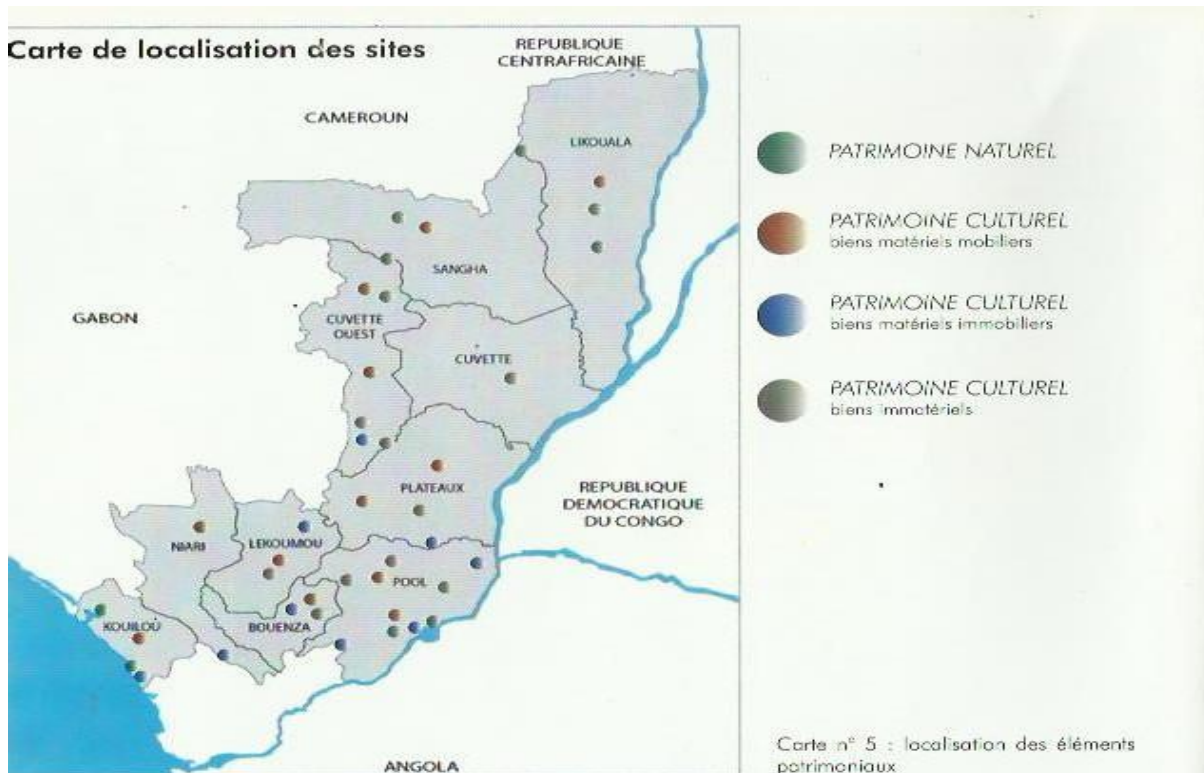 Carte de localisation des sites
REPUBLIQUE
CENTRAFRICAINE
CAMEROUN
LIKOUALA
SANGHA
GABON
CUVETTE
OUEST
CUVETTE
PLATEAUX
REPUBLIQUE
DEMOCRATIQUE
DU CONGO
NIARI
LEKOUMOU
POOL
KOUILOU
BOUENZA
ANGOLA
PATRIMOINE NATUREL
PATRIMOINE CULTUREL
biens matériels mobiliers
PATRIMOINE CULTUREL
biens matériels immobiliers
PATRIMOINE CULTUREL
biens immatériels
Carte n° 5 : localisation des éléments
patrimoniaux